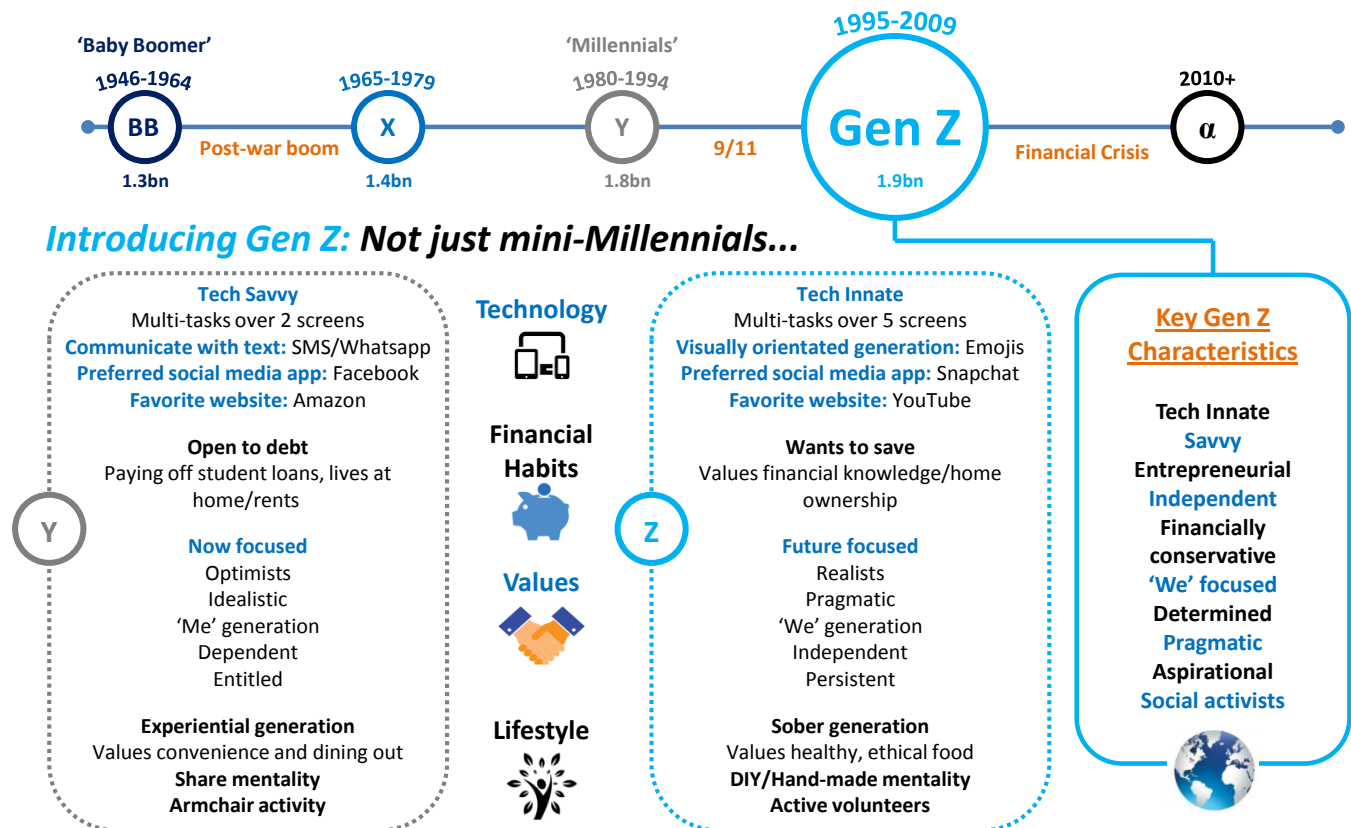 1995-2009
'Baby Boomer'
'Millennials'
1946-1964
1965-1979
1980-1994
2010+
BB
X
Y
Gen Z
α
Post-war boom
9/11
Financial Crisis
1.3bn
1.4bn
1.8bn
1.9bn
Introducing Gen Z: Not just mini-Millennials...
Tech Savvy
Multi-tasks over 2 screens
Communicate with text: SMS/Whatsapp
Preferred social media app: Facebook
Favorite website: Amazon
Open to debt
Paying off student loans, lives at
home/rents
Y
Now focused
Optimists
Idealistic
'Me' generation
Dependent
Entitled
Experiential generation
Values convenience and dining out
Share mentality
Armchair activity
Technology
Financial
Habits
Values
Lifestyle
Tech Innate
Multi-tasks over 5 screens
Visually orientated generation: Emojis
Preferred social media app: Snapchat
Favorite website: YouTube
Wants to save
Values financial knowledge/home
ownership
Z
Future focused
Realists
Pragmatic
'We' generation
Independent
Persistent
Sober generation
Values healthy, ethical food
DIY/Hand-made mentality
Active volunteers
Key Gen Z
Characteristics
Tech Innate
Savvy
Entrepreneurial
Independent
Financially
conservative
'We' focused
Determined
Pragmatic
Aspirational
Social activists